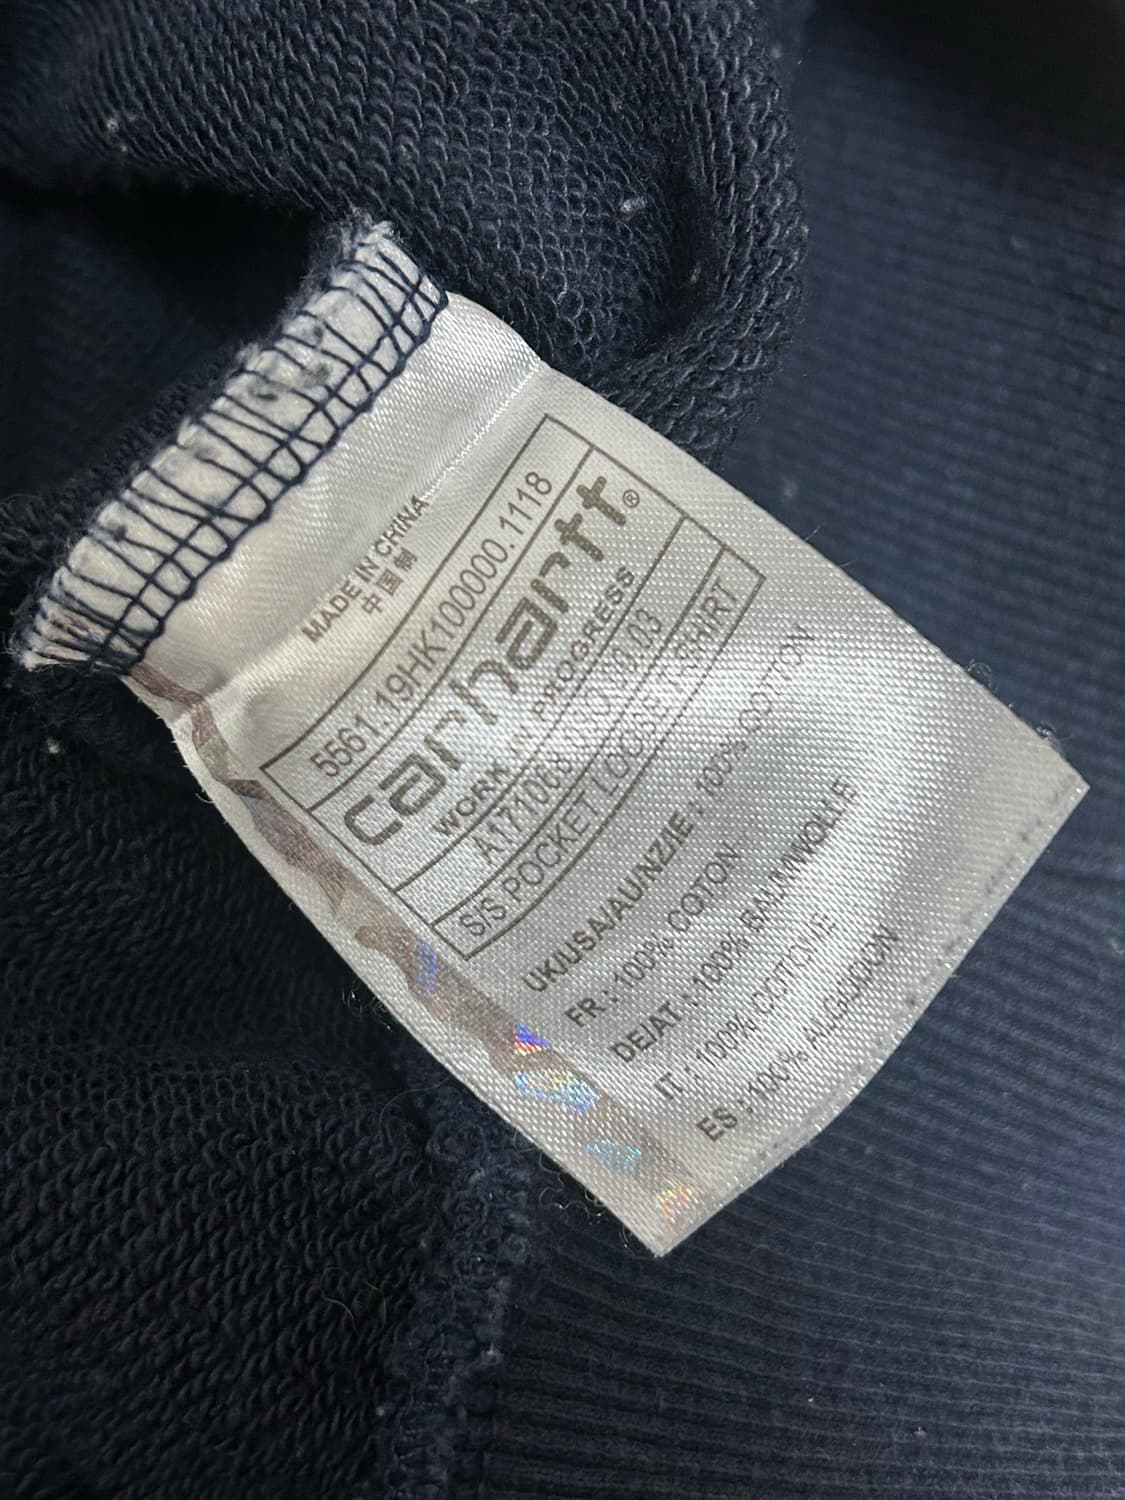 MADE IN CHINA
中国制
5561.19HK100000.1118
carhartt®
WORK IN PROGRESS
S/S POCKET LOOSE T SHIRT
UK/USA/AU/NZ/IE : 100% COTTON
FR : 100% COTON
DE/AT : 100% BAUMWOLLE
IT : 100% COTONE
ES : 100% ALGODON